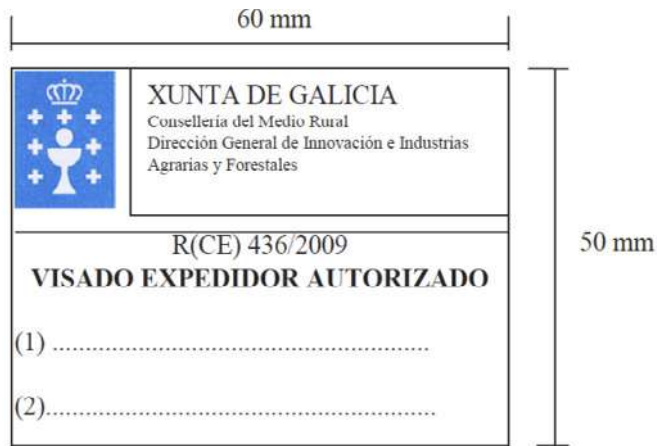 60 mm
XUNTA DE GALICIA
Consellería del Medio Rural
Dirección General de Innovación e Industrias
Agrarias y Forestales
50 mm
R(CE) 436/2009
VISADO EXPEDIDOR AUTORIZADO
(1) ......................................................
(2)........................................................